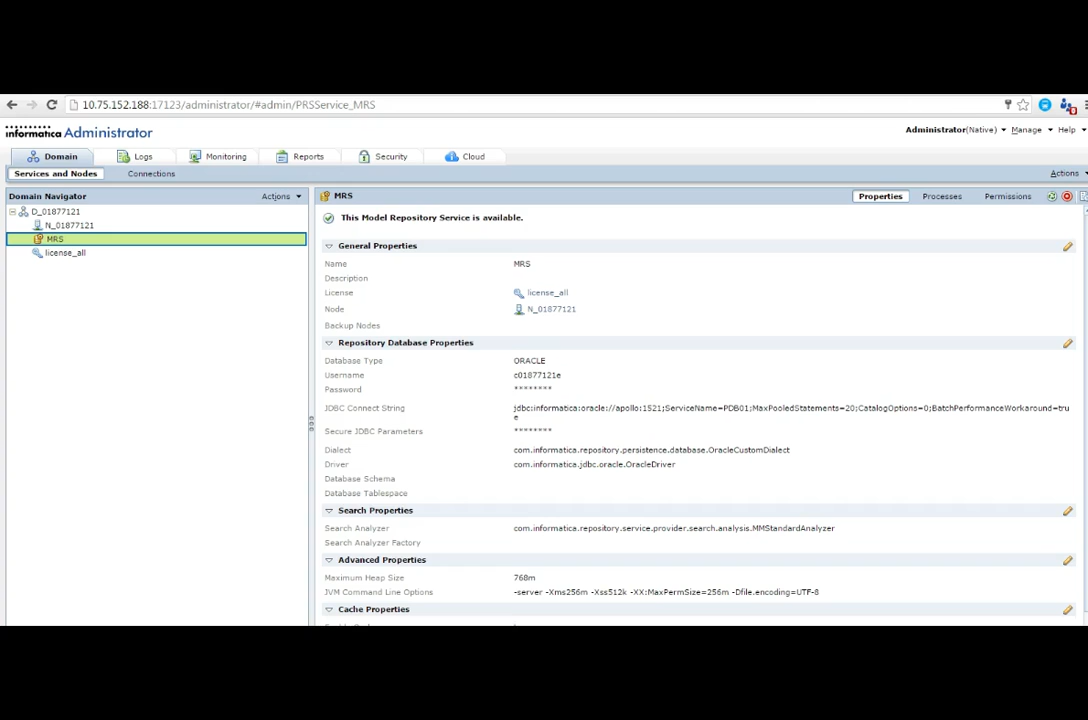 10.75.152.188:17123/administrator/#admin/PRSService_MRS
informatica Administrator
Administrator(Native) Manage Help
Domain Logs Monitoring Reports Security Cloud
Services and Nodes Connections Actions
Domain Navigator Actions
MRS Properties Processes Permissions
D_01877121
N_01877121
MRS
license_all
This Model Repository Service is available.
General Properties
Name MRS
Description
License license_all
Node N_01877121
Backup Nodes
Repository Database Properties
Database Type ORACLE
Username c01877121e
Password ********
JDBC Connect String jdbc:informatica:oracle://apollo:1521;ServiceName=PDB01;MaxPooledStatements=20;CatalogOptions=0;BatchPerformanceWorkaround=tru
e
Secure JDBC Parameters ********
Dialect com.informatica.repository.persistence.database.OracleCustomDialect
Driver com.informatica.jdbc.oracle.OracleDriver
Database Schema
Database Tablespace
Search Properties
Search Analyzer com.informatica.repository.service.provider.search.analysis.MMStandardAnalyzer
Search Analyzer Factory
Advanced Properties
Maximum Heap Size 768m
JVM Command Line Options -server -Xms256m -Xss512k -XX:MaxPermSize=256m -Dfile.encoding=UTF-8
Cache Properties